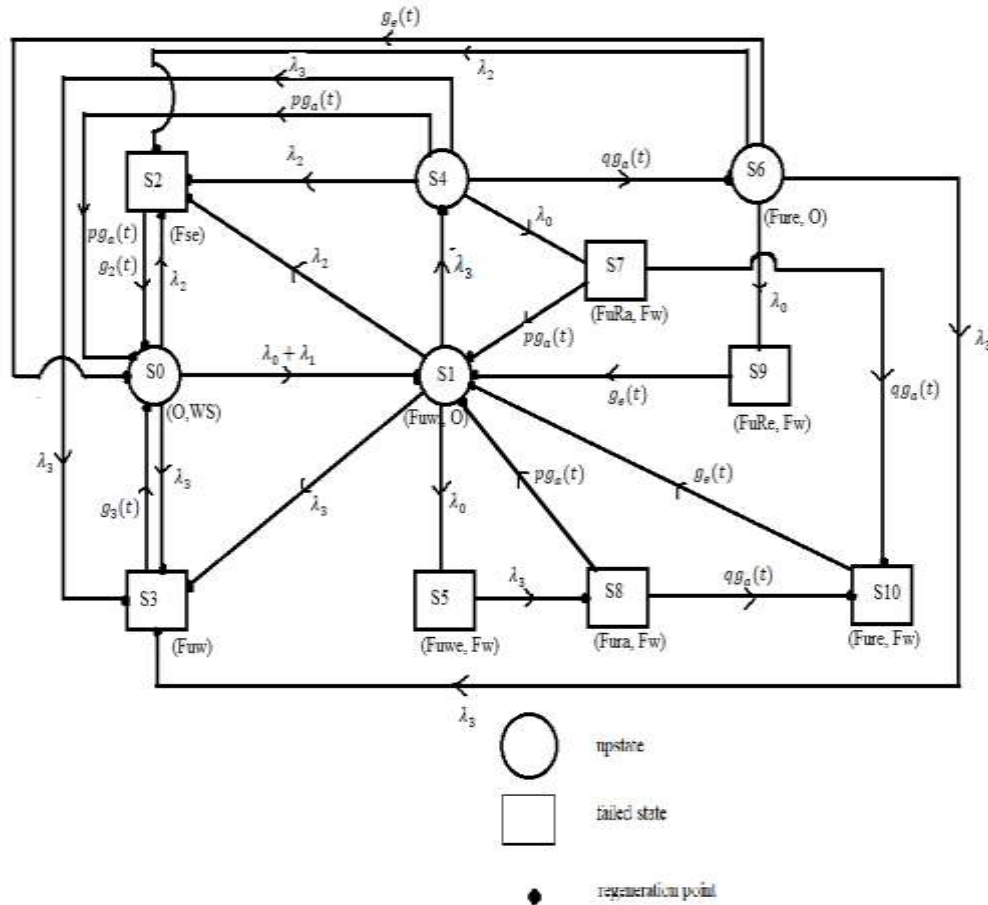 g_e(t)
λ_2
λ_3
pg_a(t)
λ_2
qg_a(t)
S2
S4
S6
(Fse)
(Fure, O)
λ_0
pg_a(t)
g_2(t)
λ_2
λ_2
λ_3
S7
(FuRa, Fw)
λ_0
λ_3
pg_a(t)
S0
λ_0 + λ_1
S1
S9
g_e(t)
(O,WS)
(FuRe, Fw)
qg_a(t)
λ_3
λ_3
g_3(t)
λ_3
λ_0
pg_a(t)
g_e(t)
S3
S5
λ_3
S8
qg_a(t)
S10
(Fuw)
(Fuwe, Fw)
(Fura, Fw)
(Fure, Fw)
λ_3
upstate
failed state
regeneration point